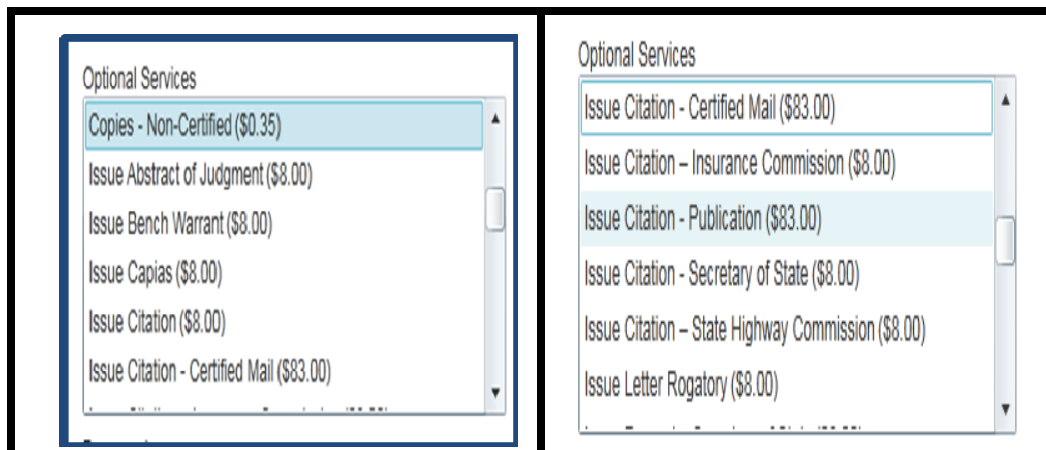 Optional Services
Copies - Non-Certified ($0.35)
Issue Abstract of Judgment ($8.00)
Issue Bench Warrant ($8.00)
Issue Capias ($8.00)
Issue Citation ($8.00)
Issue Citation - Certified Mail ($83.00)
Optional Services
Issue Citation - Certified Mail ($83.00)
Issue Citation – Insurance Commission ($8.00)
Issue Citation - Publication ($83.00)
Issue Citation - Secretary of State ($8.00)
Issue Citation – State Highway Commission ($8.00)
Issue Letter Rogatory ($8.00)